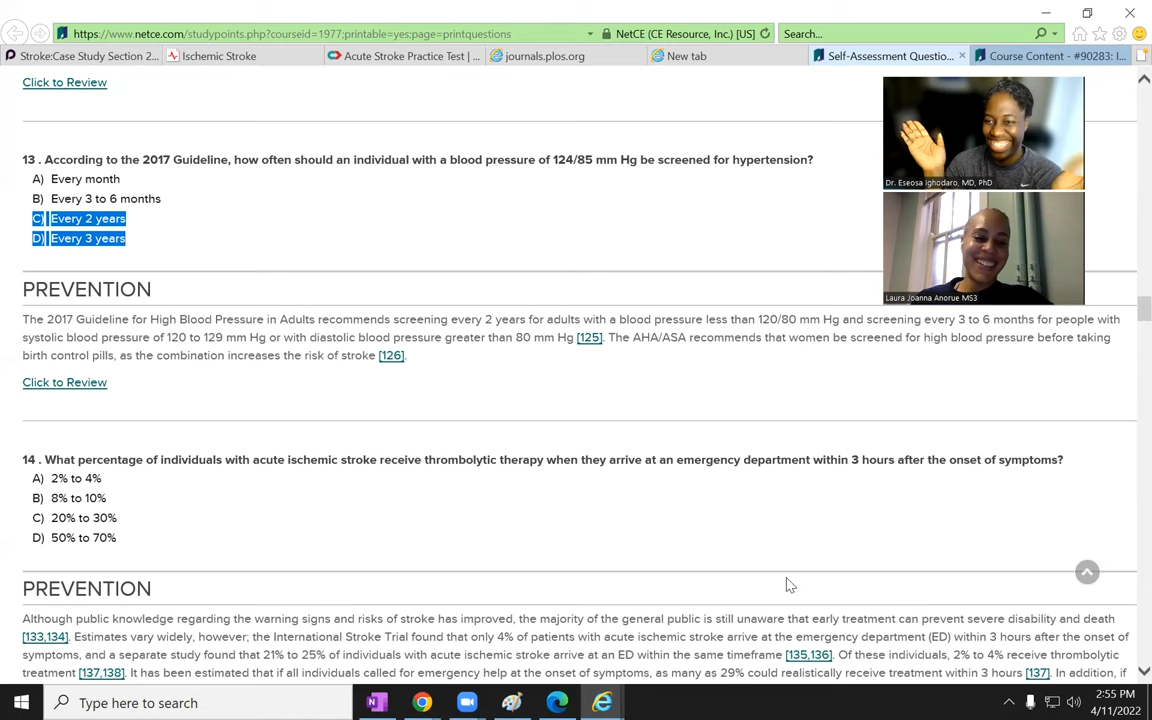 https://www.netce.com/studypoints.php?courseid=1977;printable=yes;page=printquestions
NetCE (CE Resource, Inc.) [US]
Search...
Stroke:Case Study Section 2...
Ischemic Stroke
Acute Stroke Practice Test | ...
journals.plos.org
New tab
Self-Assessment Questio...
Course Content - #90283: I...
Click to Review
13 . According to the 2017 Guideline, how often should an individual with a blood pressure of 124/85 mm Hg be screened for hypertension?
A) Every month
B) Every 3 to 6 months
C) Every 2 years
D) Every 3 years
Dr. Eseosa Ighodaro, MD, PhD
Laura Joanna Anorue MS3
PREVENTION
The 2017 Guideline for High Blood Pressure in Adults recommends screening every 2 years for adults with a blood pressure less than 120/80 mm Hg and screening every 3 to 6 months for people with
systolic blood pressure of 120 to 129 mm Hg or with diastolic blood pressure greater than 80 mm Hg [125]. The AHA/ASA recommends that women be screened for high blood pressure before taking
birth control pills, as the combination increases the risk of stroke [126].
Click to Review
14 . What percentage of individuals with acute ischemic stroke receive thrombolytic therapy when they arrive at an emergency department within 3 hours after the onset of symptoms?
A) 2% to 4%
B) 8% to 10%
C) 20% to 30%
D) 50% to 70%
PREVENTION
Although public knowledge regarding the warning signs and risks of stroke has improved, the majority of the general public is still unaware that early treatment can prevent severe disability and death
[133,134]. Estimates vary widely, however; the International Stroke Trial found that only 4% of patients with acute ischemic stroke arrive at the emergency department (ED) within 3 hours after the onset of
symptoms, and a separate study found that 21% to 25% of individuals with acute ischemic stroke arrive at an ED within the same timeframe [135,136]. Of these individuals, 2% to 4% receive thrombolytic
treatment [137,138]. It has been estimated that if all individuals called for emergency help at the onset of symptoms, as many as 29% could realistically receive treatment within 3 hours [137]. In addition, if
Type here to search
2:55 PM
4/11/2022